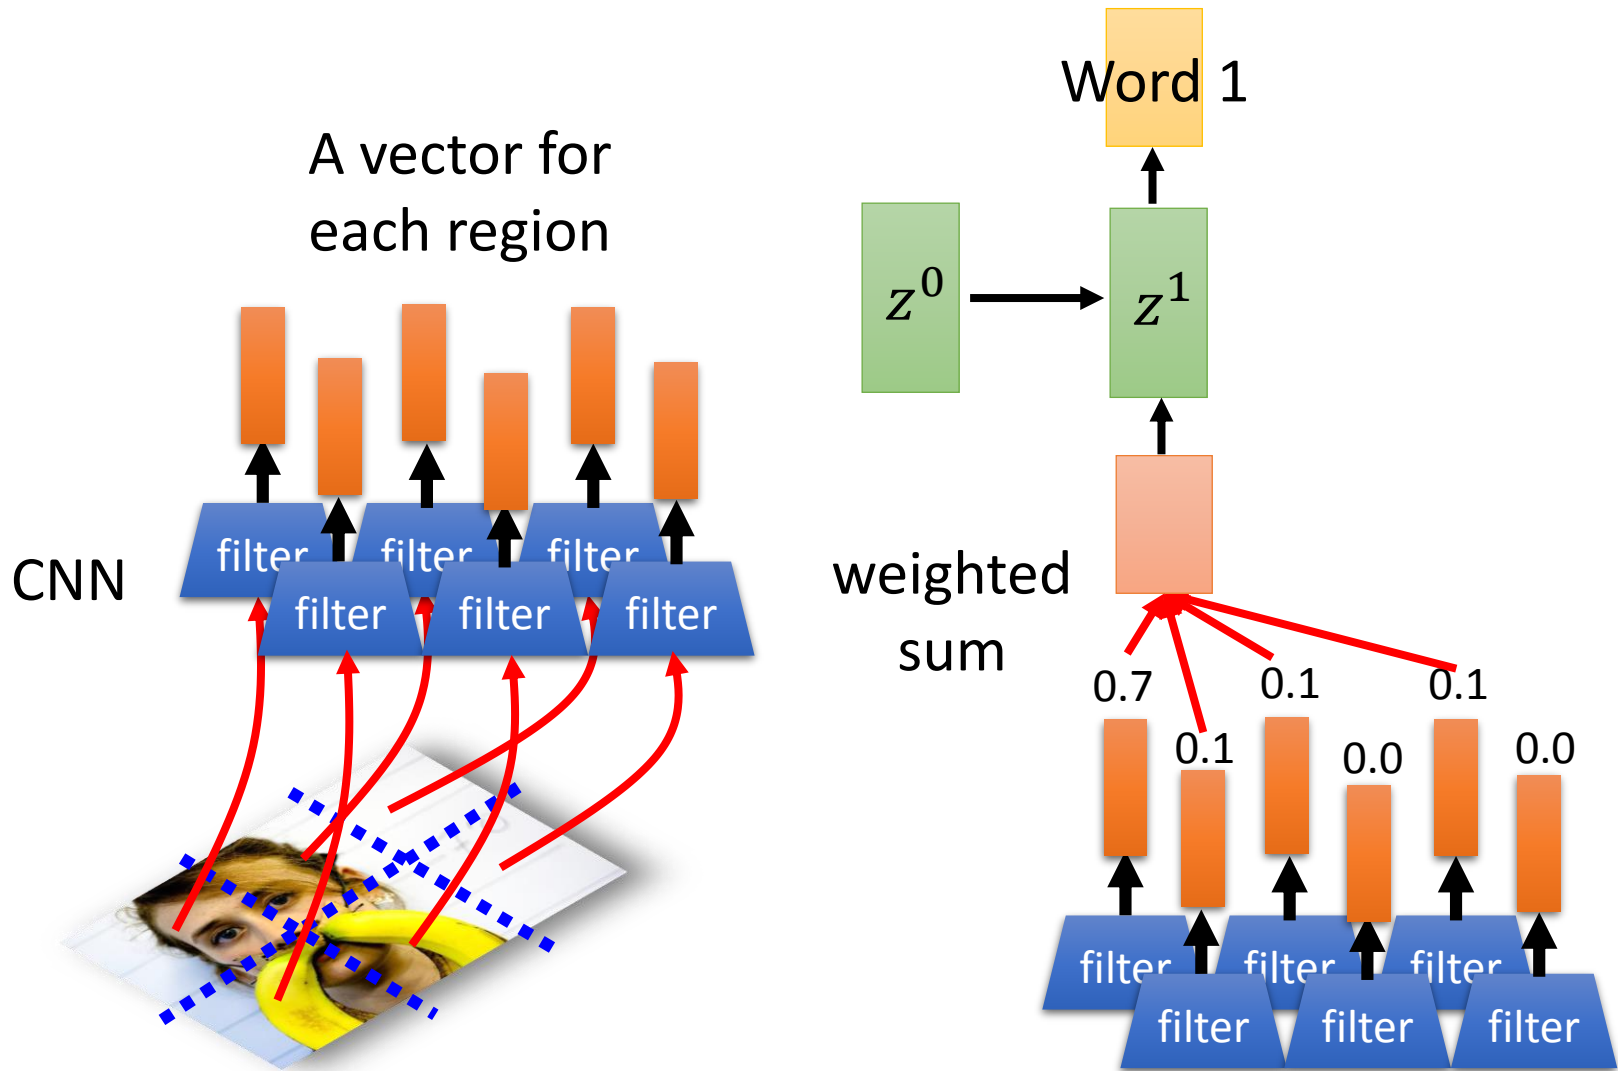 A vector for
each region
filter
filter
filter
filter
filter
filter
CNN
Word 1
z⁰
z¹
weighted
sum
0.7
0.1
0.1
0.1
0.0
0.0
filter
filter
filter
filter
filter
filter